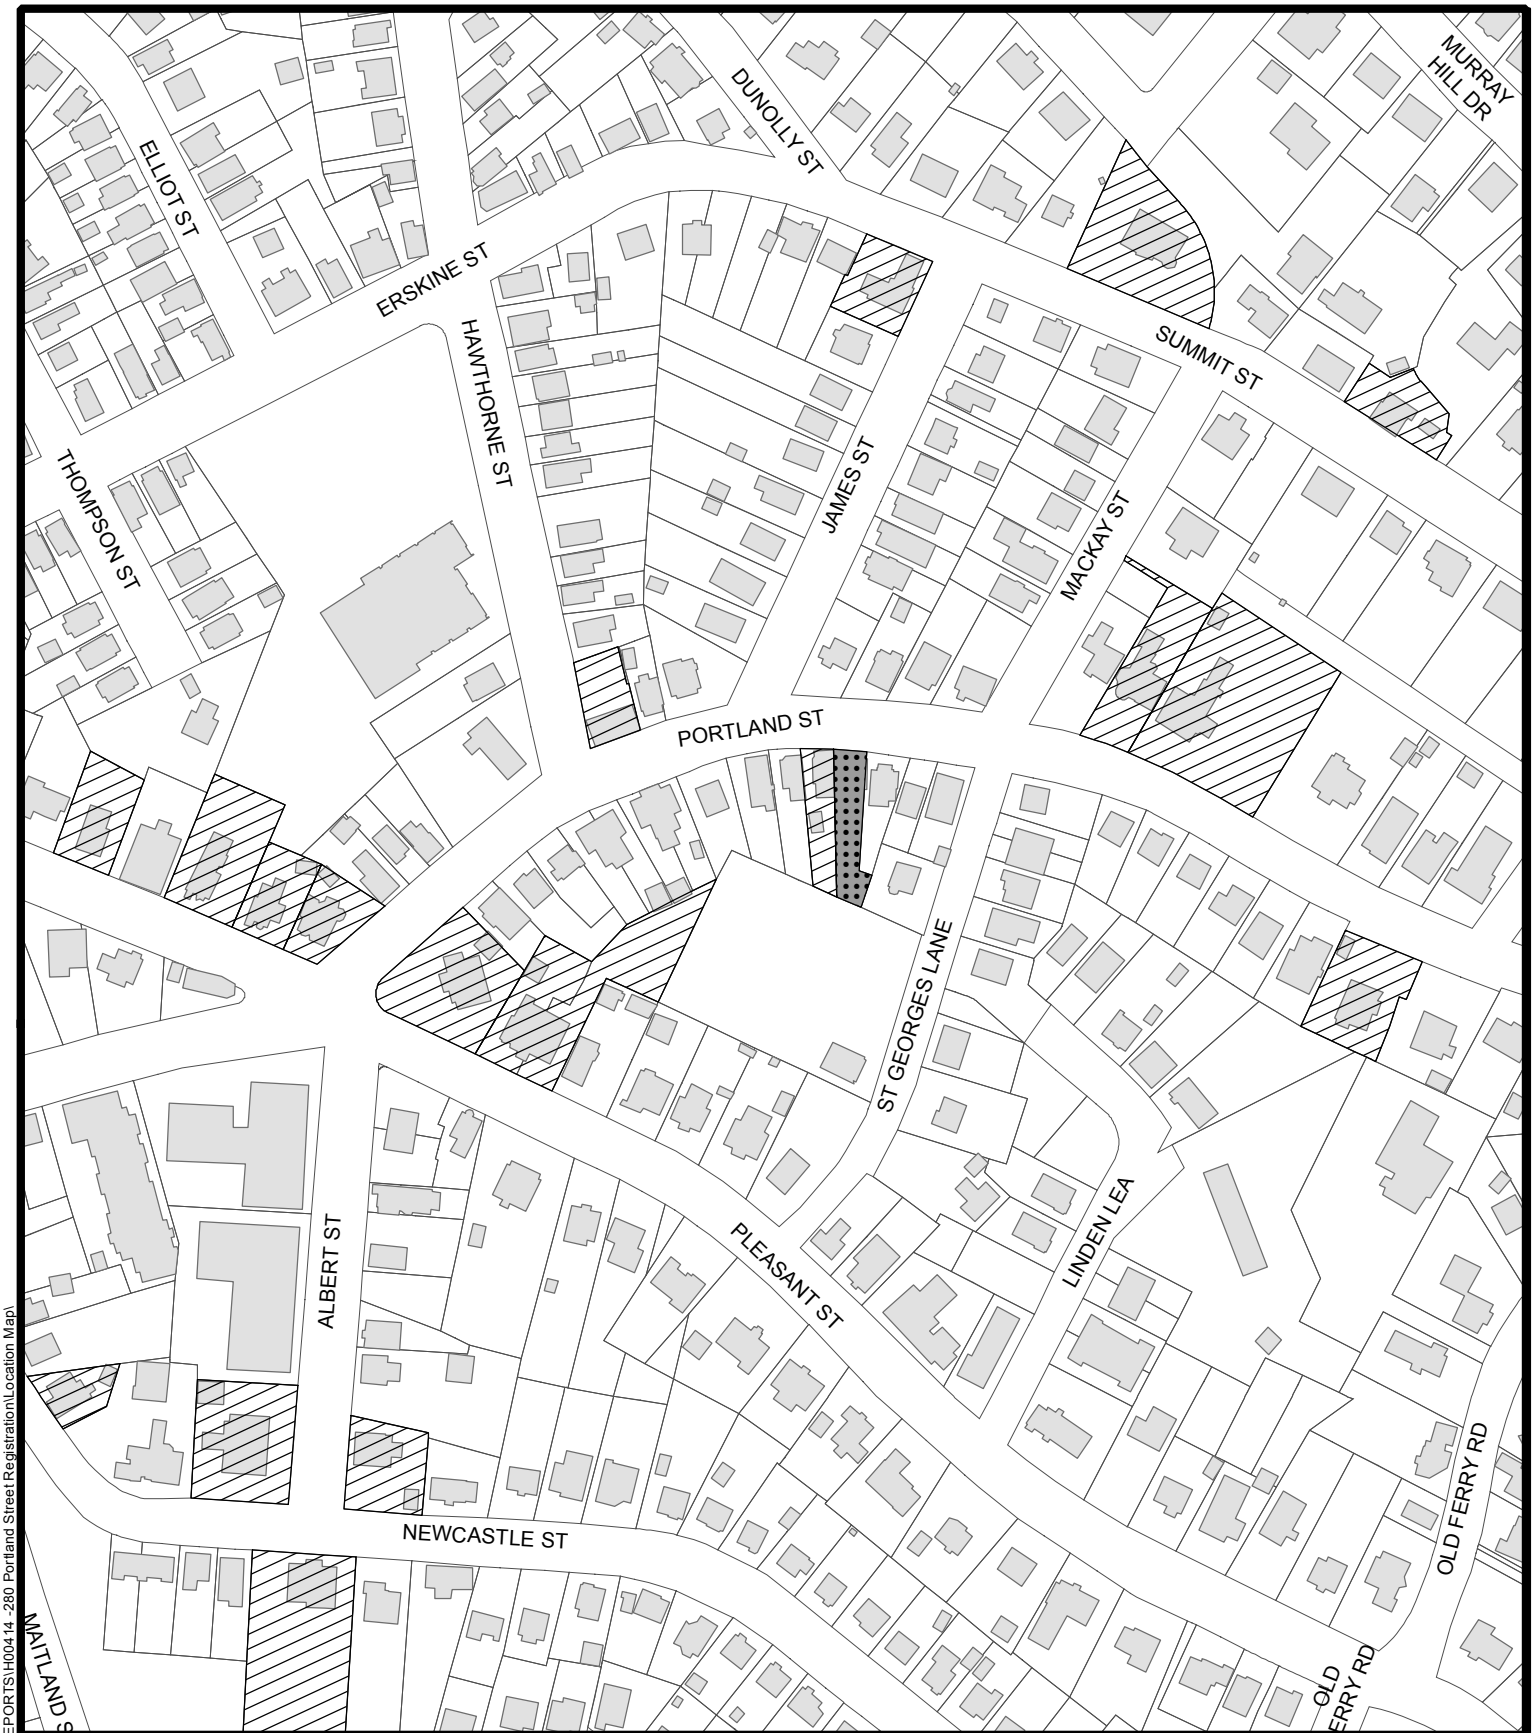 MURRAY
HILL DR
DUNOLLY ST
ELLIOT ST
ERSKINE ST
HAWTHORNE ST
SUMMIT ST
THOMPSON ST
JAMES ST
MACKAY ST
PORTLAND ST
ST GEORGES LANE
ALBERT ST
PLEASANT ST
LINDEN LEA
OLD FERRY RD
NEWCASTLE ST
MAITLAND S
OLD
ERRY RD
EPORTS\H00414 -280 Portland Street Registration\Location Map\